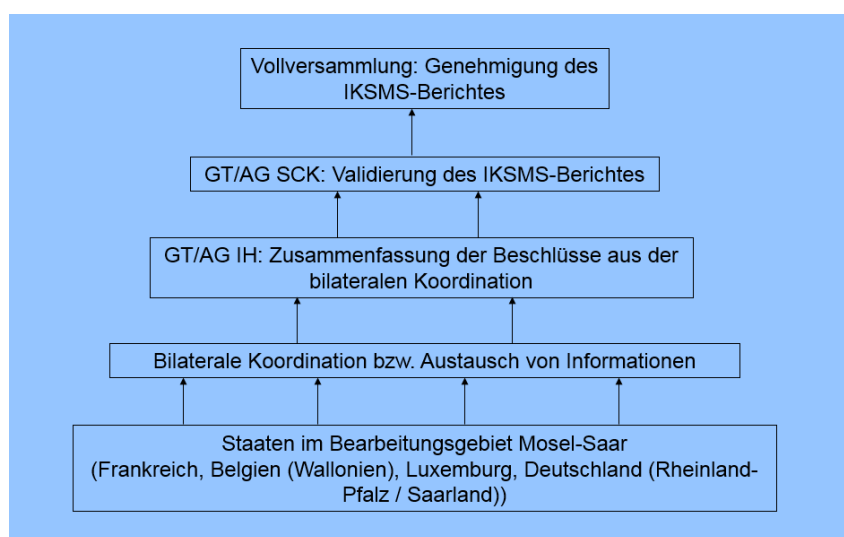 Vollversammlung: Genehmigung des
IKSMS-Berichtes
GT/AG SCK: Validierung des IKSMS-Berichtes
GT/AG IH: Zusammenfassung der Beschlüsse aus der
bilateralen Koordination
Bilaterale Koordination bzw. Austausch von Informationen
Staaten im Bearbeitungsgebiet Mosel-Saar
(Frankreich, Belgien (Wallonien), Luxemburg, Deutschland (Rheinland-
Pfalz / Saarland))